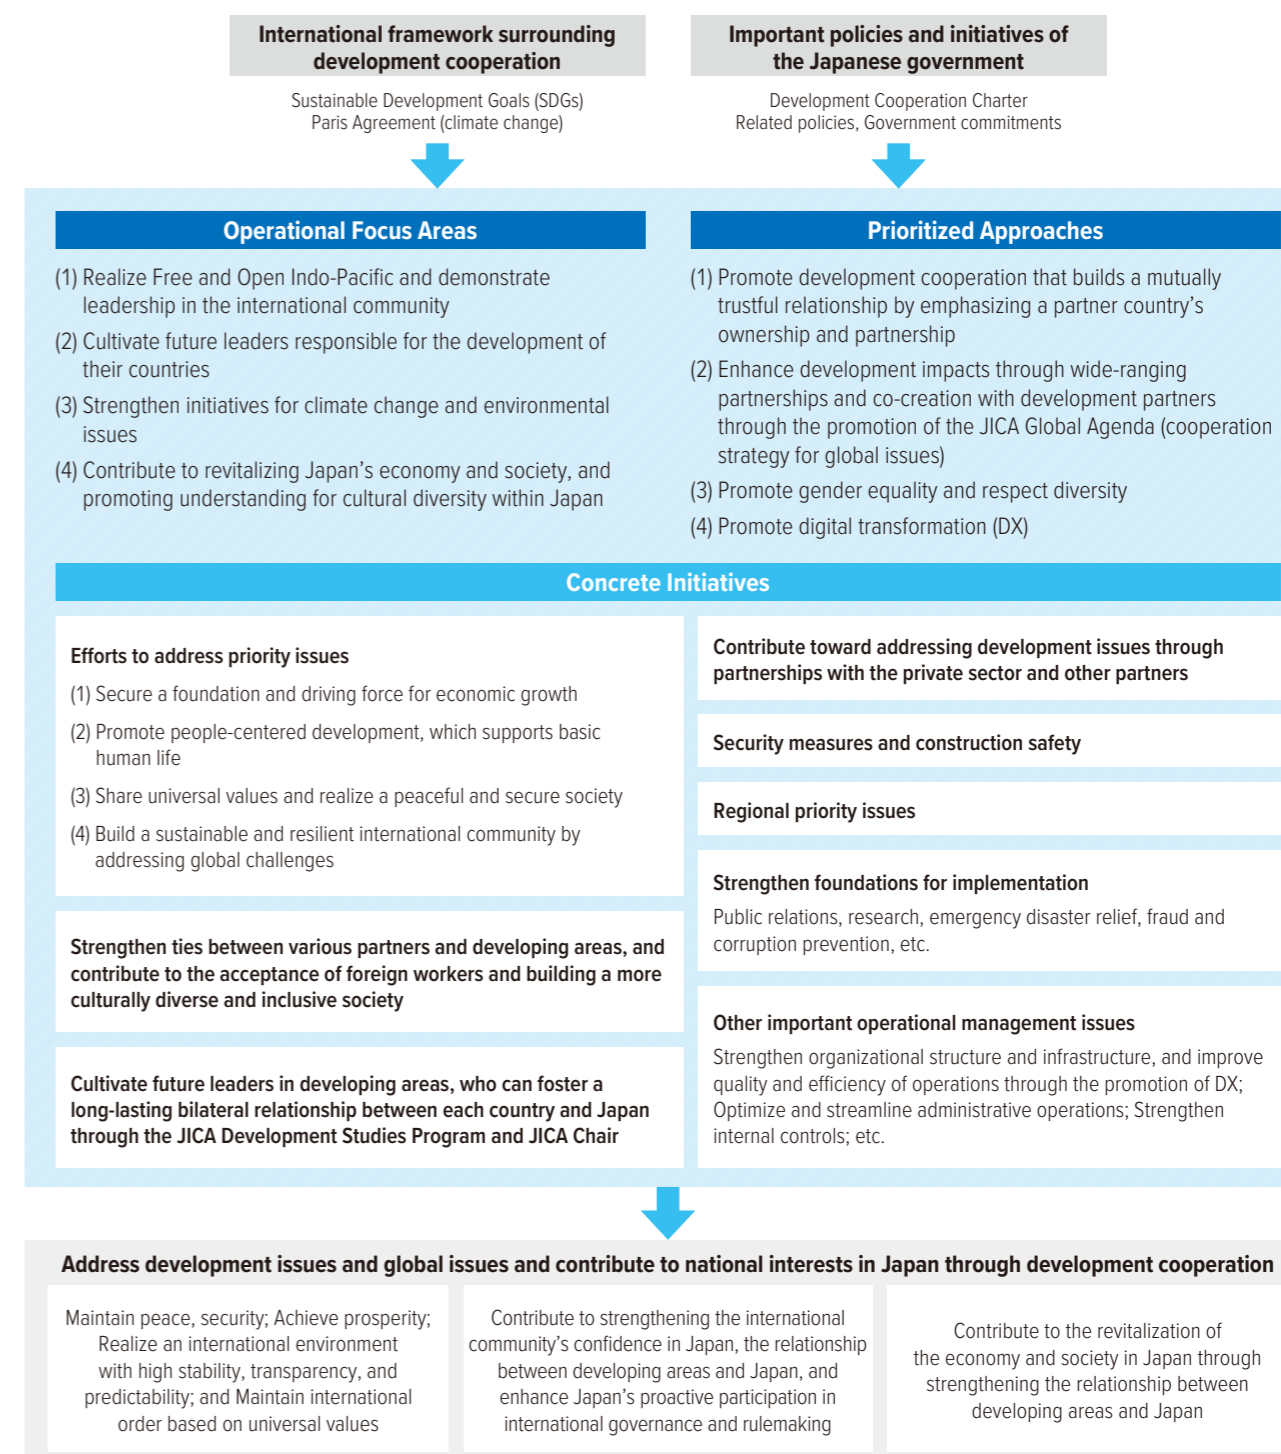 International framework surrounding
development cooperation
Sustainable Development Goals (SDGs)
Paris Agreement (climate change)
Important policies and initiatives of
the Japanese government
Development Cooperation Charter
Related policies, Government commitments
Operational Focus Areas
(1) Realize Free and Open Indo-Pacific and demonstrate
leadership in the international community
(2) Cultivate future leaders responsible for the development of
their countries
(3) Strengthen initiatives for climate change and environmental
issues
(4) Contribute to revitalizing Japan's economy and society, and
promoting understanding for cultural diversity within Japan
Prioritized Approaches
(1) Promote development cooperation that builds a mutually
trustful relationship by emphasizing a partner country's
ownership and partnership
(2) Enhance development impacts through wide-ranging
partnerships and co-creation with development partners
through the promotion of the JICA Global Agenda (cooperation
strategy for global issues)
(3) Promote gender equality and respect diversity
(4) Promote digital transformation (DX)
Concrete Initiatives
Efforts to address priority issues
(1) Secure a foundation and driving force for economic growth
(2) Promote people-centered development, which supports basic
human life
(3) Share universal values and realize a peaceful and secure society
(4) Build a sustainable and resilient international community by
addressing global challenges
Strengthen ties between various partners and developing areas, and
contribute to the acceptance of foreign workers and building a more
culturally diverse and inclusive society
Cultivate future leaders in developing areas, who can foster a
long-lasting bilateral relationship between each country and Japan
through the JICA Development Studies Program and JICA Chair
Contribute toward addressing development issues through
partnerships with the private sector and other partners
Security measures and construction safety
Regional priority issues
Strengthen foundations for implementation
Public relations, research, emergency disaster relief, fraud and
corruption prevention, etc.
Other important operational management issues
Strengthen organizational structure and infrastructure, and improve
quality and efficiency of operations through the promotion of DX;
Optimize and streamline administrative operations; Strengthen
internal controls; etc.
Address development issues and global issues and contribute to national interests in Japan through development cooperation
Maintain peace, security; Achieve prosperity;
Realize an international environment
with high stability, transparency, and
predictability; and Maintain international
order based on universal values
Contribute to strengthening the international
community's confidence in Japan, the relationship
between developing areas and Japan, and
enhance Japan's proactive participation in
international governance and rulemaking
Contribute to the revitalization of
the economy and society in Japan through
strengthening the relationship between
developing areas and Japan